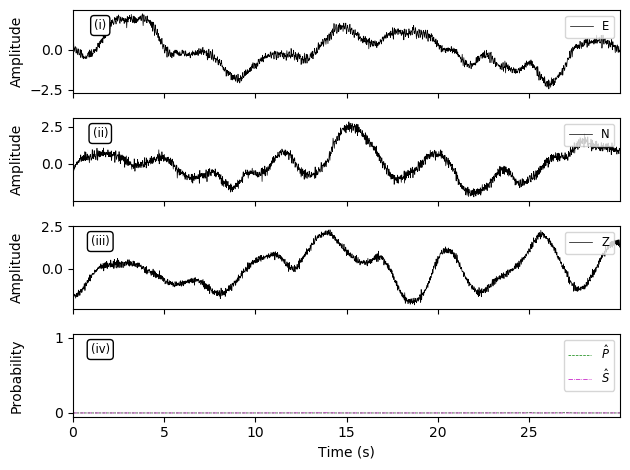 Amplitude
0.0
−2.5
(i)
E
Amplitude
2.5
0.0
(ii)
N
Amplitude
2.5
0.0
(iii)
Z
Probability
1
0
(iv)
P̂
Ŝ
0 5 10 15 20 25
Time (s)